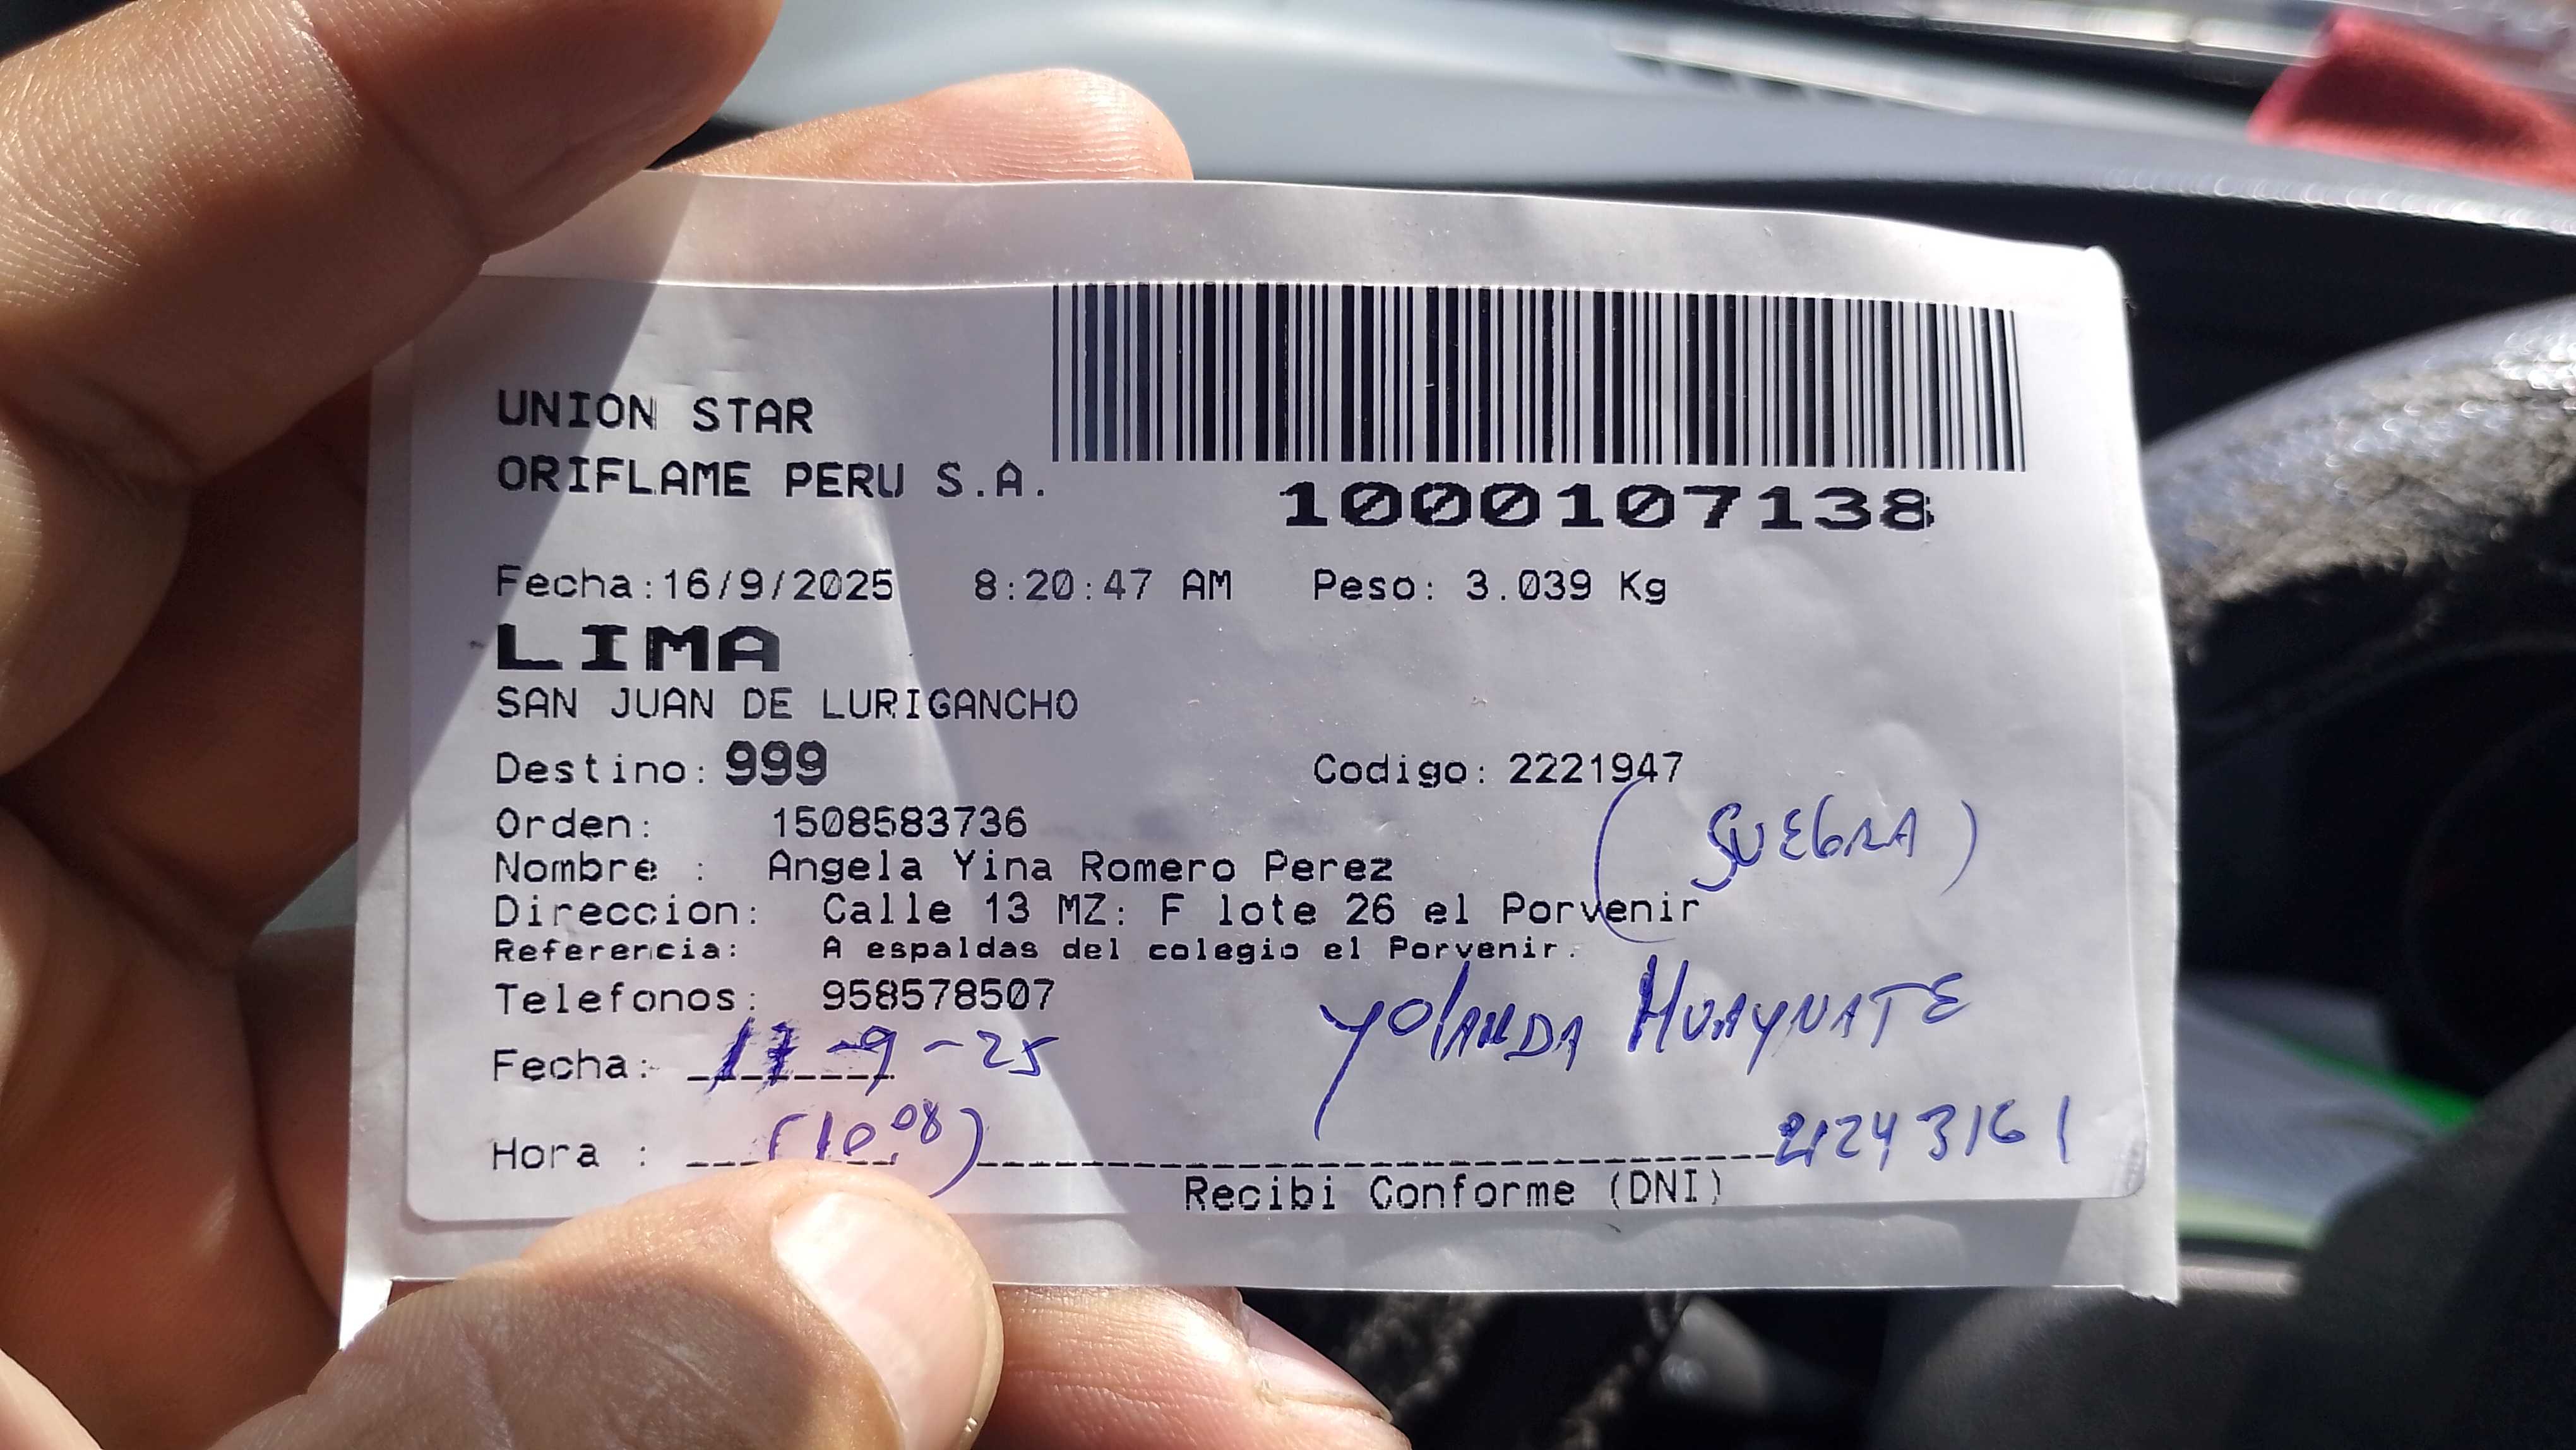 UNION STAR
ORIFLAME PERU S.A.
1000107138
Fecha:16/9/2025 8:20:47 AM Peso: 3.039 Kg
LIMA
SAN JUAN DE LURIGANCHO
Destino: 999 Codigo: 2221947
Orden: 1508583736
(SUEGRA)
Nombre : Angela Yina Romero Perez
Direccion: Calle 13 MZ: F lote 26 el Porvenir
Referencia: A espaldas del colegio el Porvenir.
Telefonos: 958578507
YOLANDA HUAYNATE
Fecha: 17-9-25
Hora : (10:08)
Recibi Conforme (DNI)